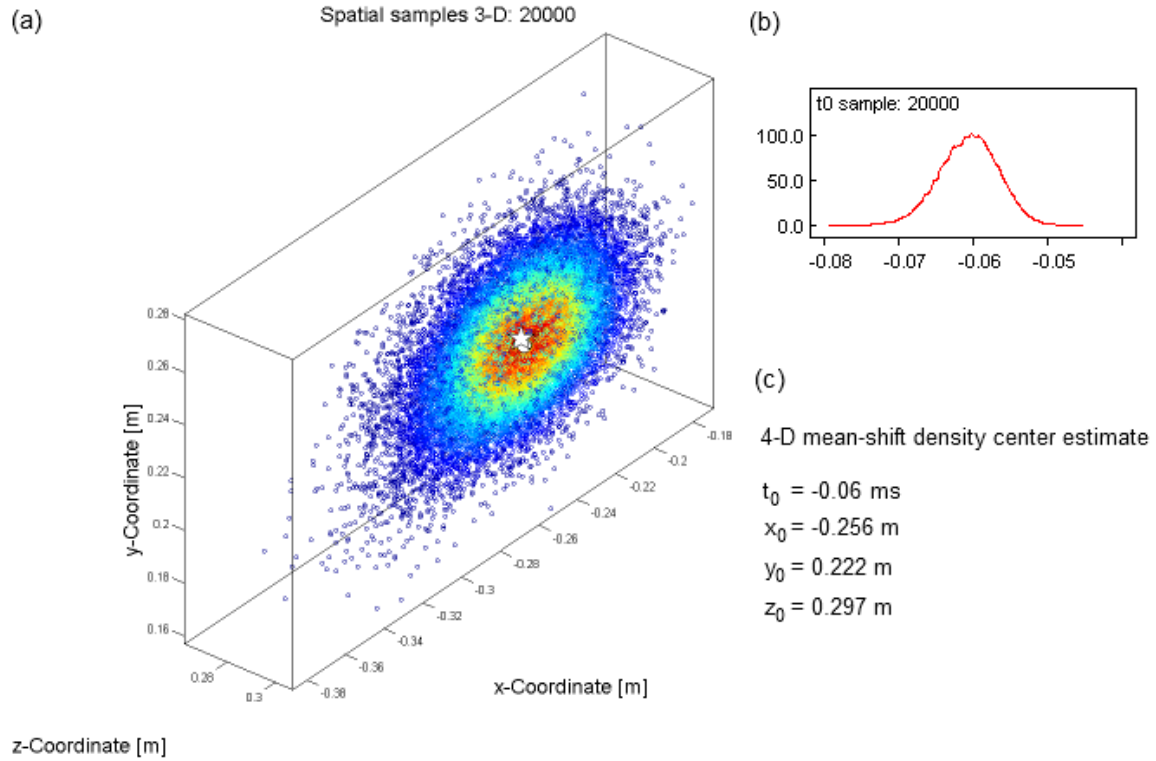 (a)
Spatial samples 3-D: 20000
0.28
0.26
0.24
0.22
0.2
0.18
0.16
y-Coordinate [m]
0.28
0.3
z-Coordinate [m]
-0.38
-0.36
-0.34
-0.32
-0.3
-0.28
-0.26
-0.24
-0.22
-0.2
-0.18
x-Coordinate [m]
(b)
t0 sample: 20000
100.0
50.0
0.0
-0.08 -0.07 -0.06 -0.05
(c)
4-D mean-shift density center estimate
t₀ = -0.06 ms
x₀ = -0.256 m
y₀ = 0.222 m
z₀ = 0.297 m